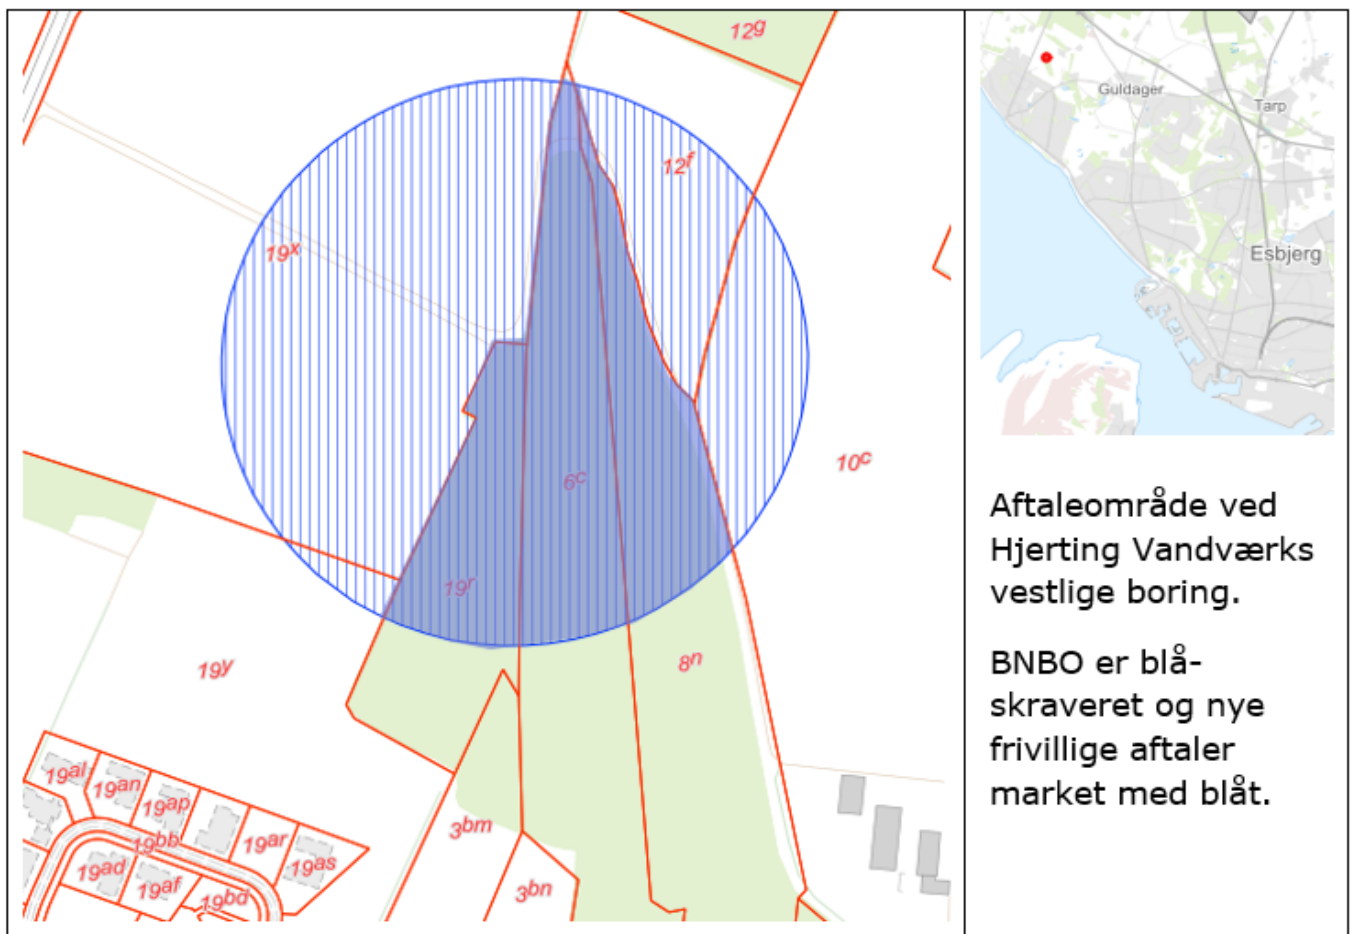 12g
12f
19x
10c
6c
19r
19y
8n
19al
19an
19ap
19ar
19as
19bb
19ad
19af
19bd
3bm
3bn
Guldager
Tarp
Esbjerg
Aftaleområde ved
Hjerting Vandværks
vestlige boring.
BNBO er blå-
skraveret og nye
frivillige aftaler
market med blåt.